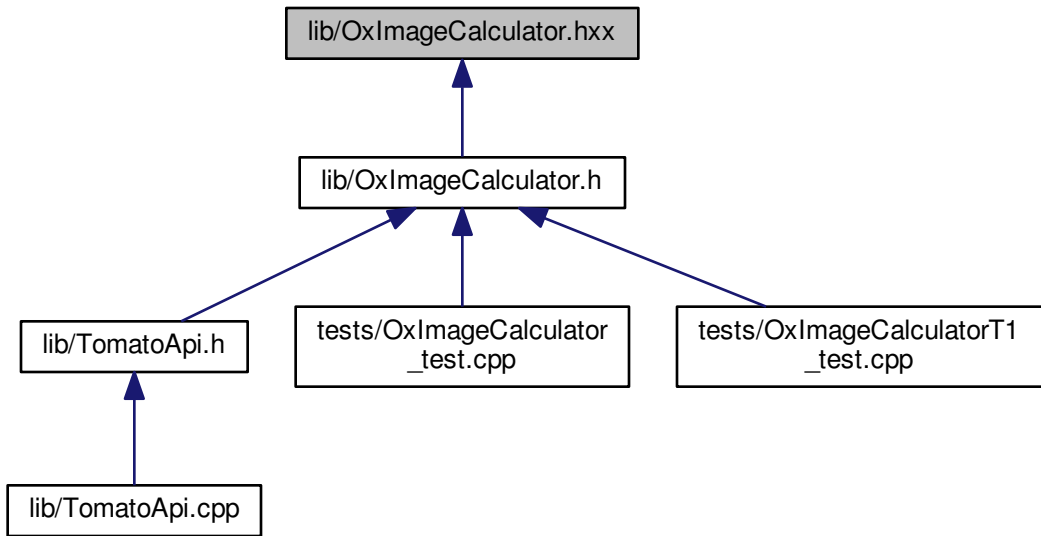 lib/OxImageCalculator.hxx
lib/OxImageCalculator.h
lib/TomatoApi.h
tests/OxImageCalculator
_test.cpp
tests/OxImageCalculatorT1
_test.cpp
lib/TomatoApi.cpp